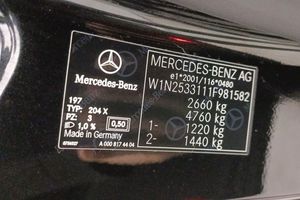 Mercedes-Benz
197
TYP: 204 X
PZ: 3
1,0 % 0,50
Made in Germany
A 000 817 44 04
MERCEDES-BENZ AG
e1*2001/116*0480
W1N2533111F981582
2660 kg
4760 kg
1- 1220 kg
2- 1440 kg